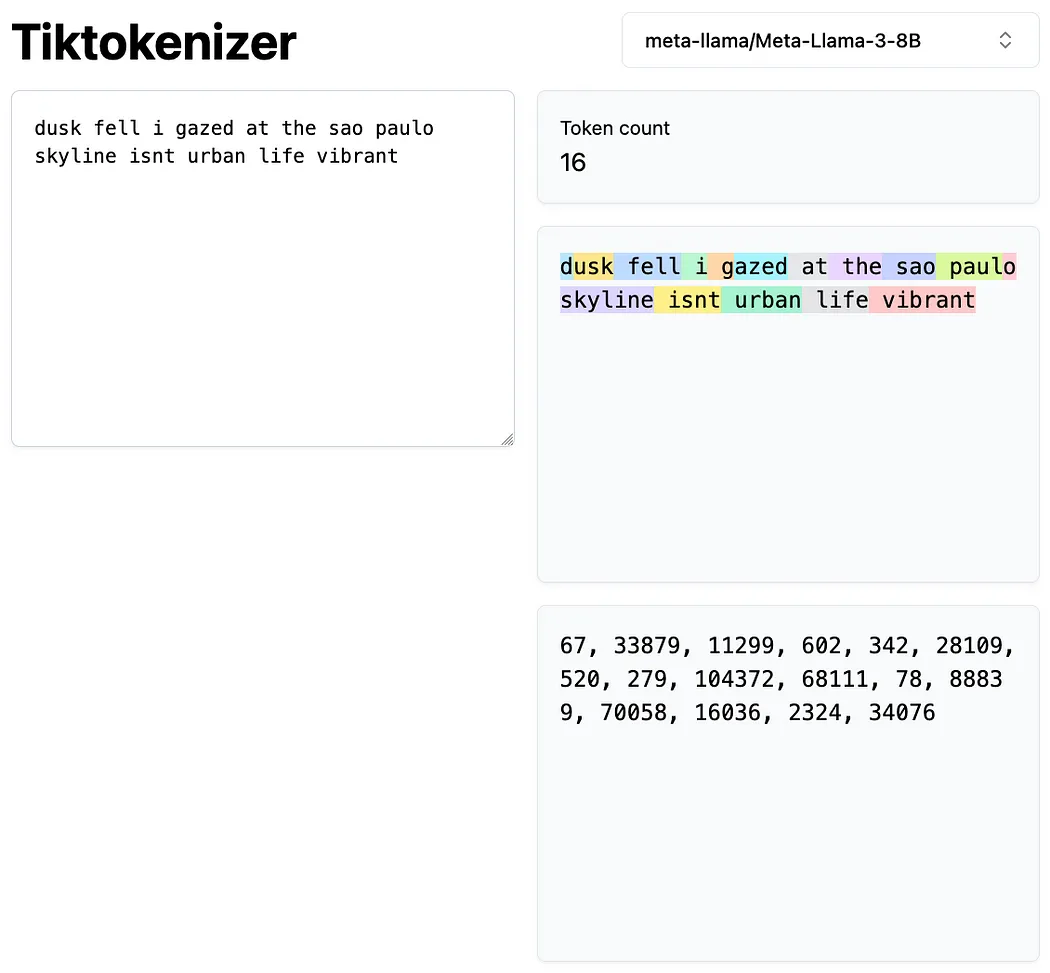 Tiktokenizer
meta-llama/Meta-Llama-3-8B
dusk fell i gazed at the sao paulo
skyline isnt urban life vibrant
Token count
16
dusk fell i gazed at the sao paulo
skyline isnt urban life vibrant
67, 33879, 11299, 602, 342, 28109,
520, 279, 104372, 68111, 78, 8883
9, 70058, 16036, 2324, 34076